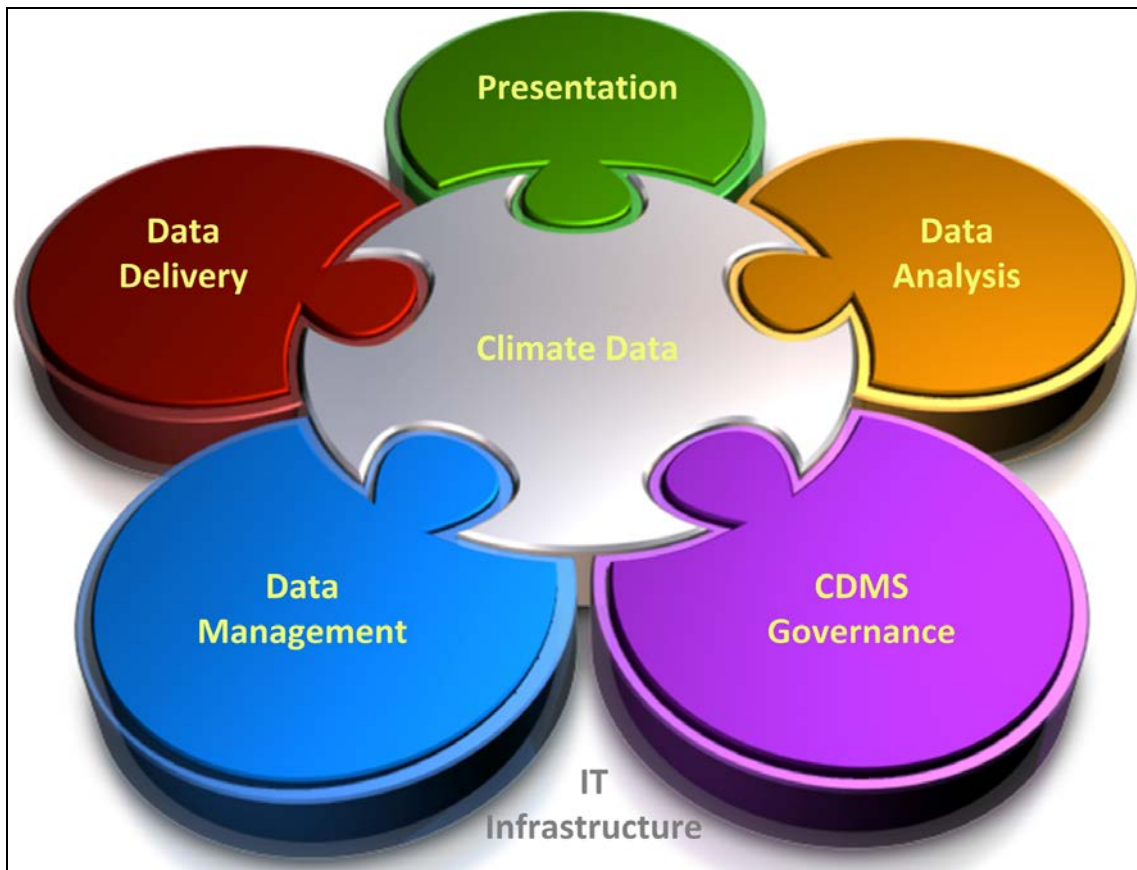 Presentation
Data
Delivery
Data
Analysis
Climate Data
Data
Management
CDMS
Governance
IT
Infrastructure